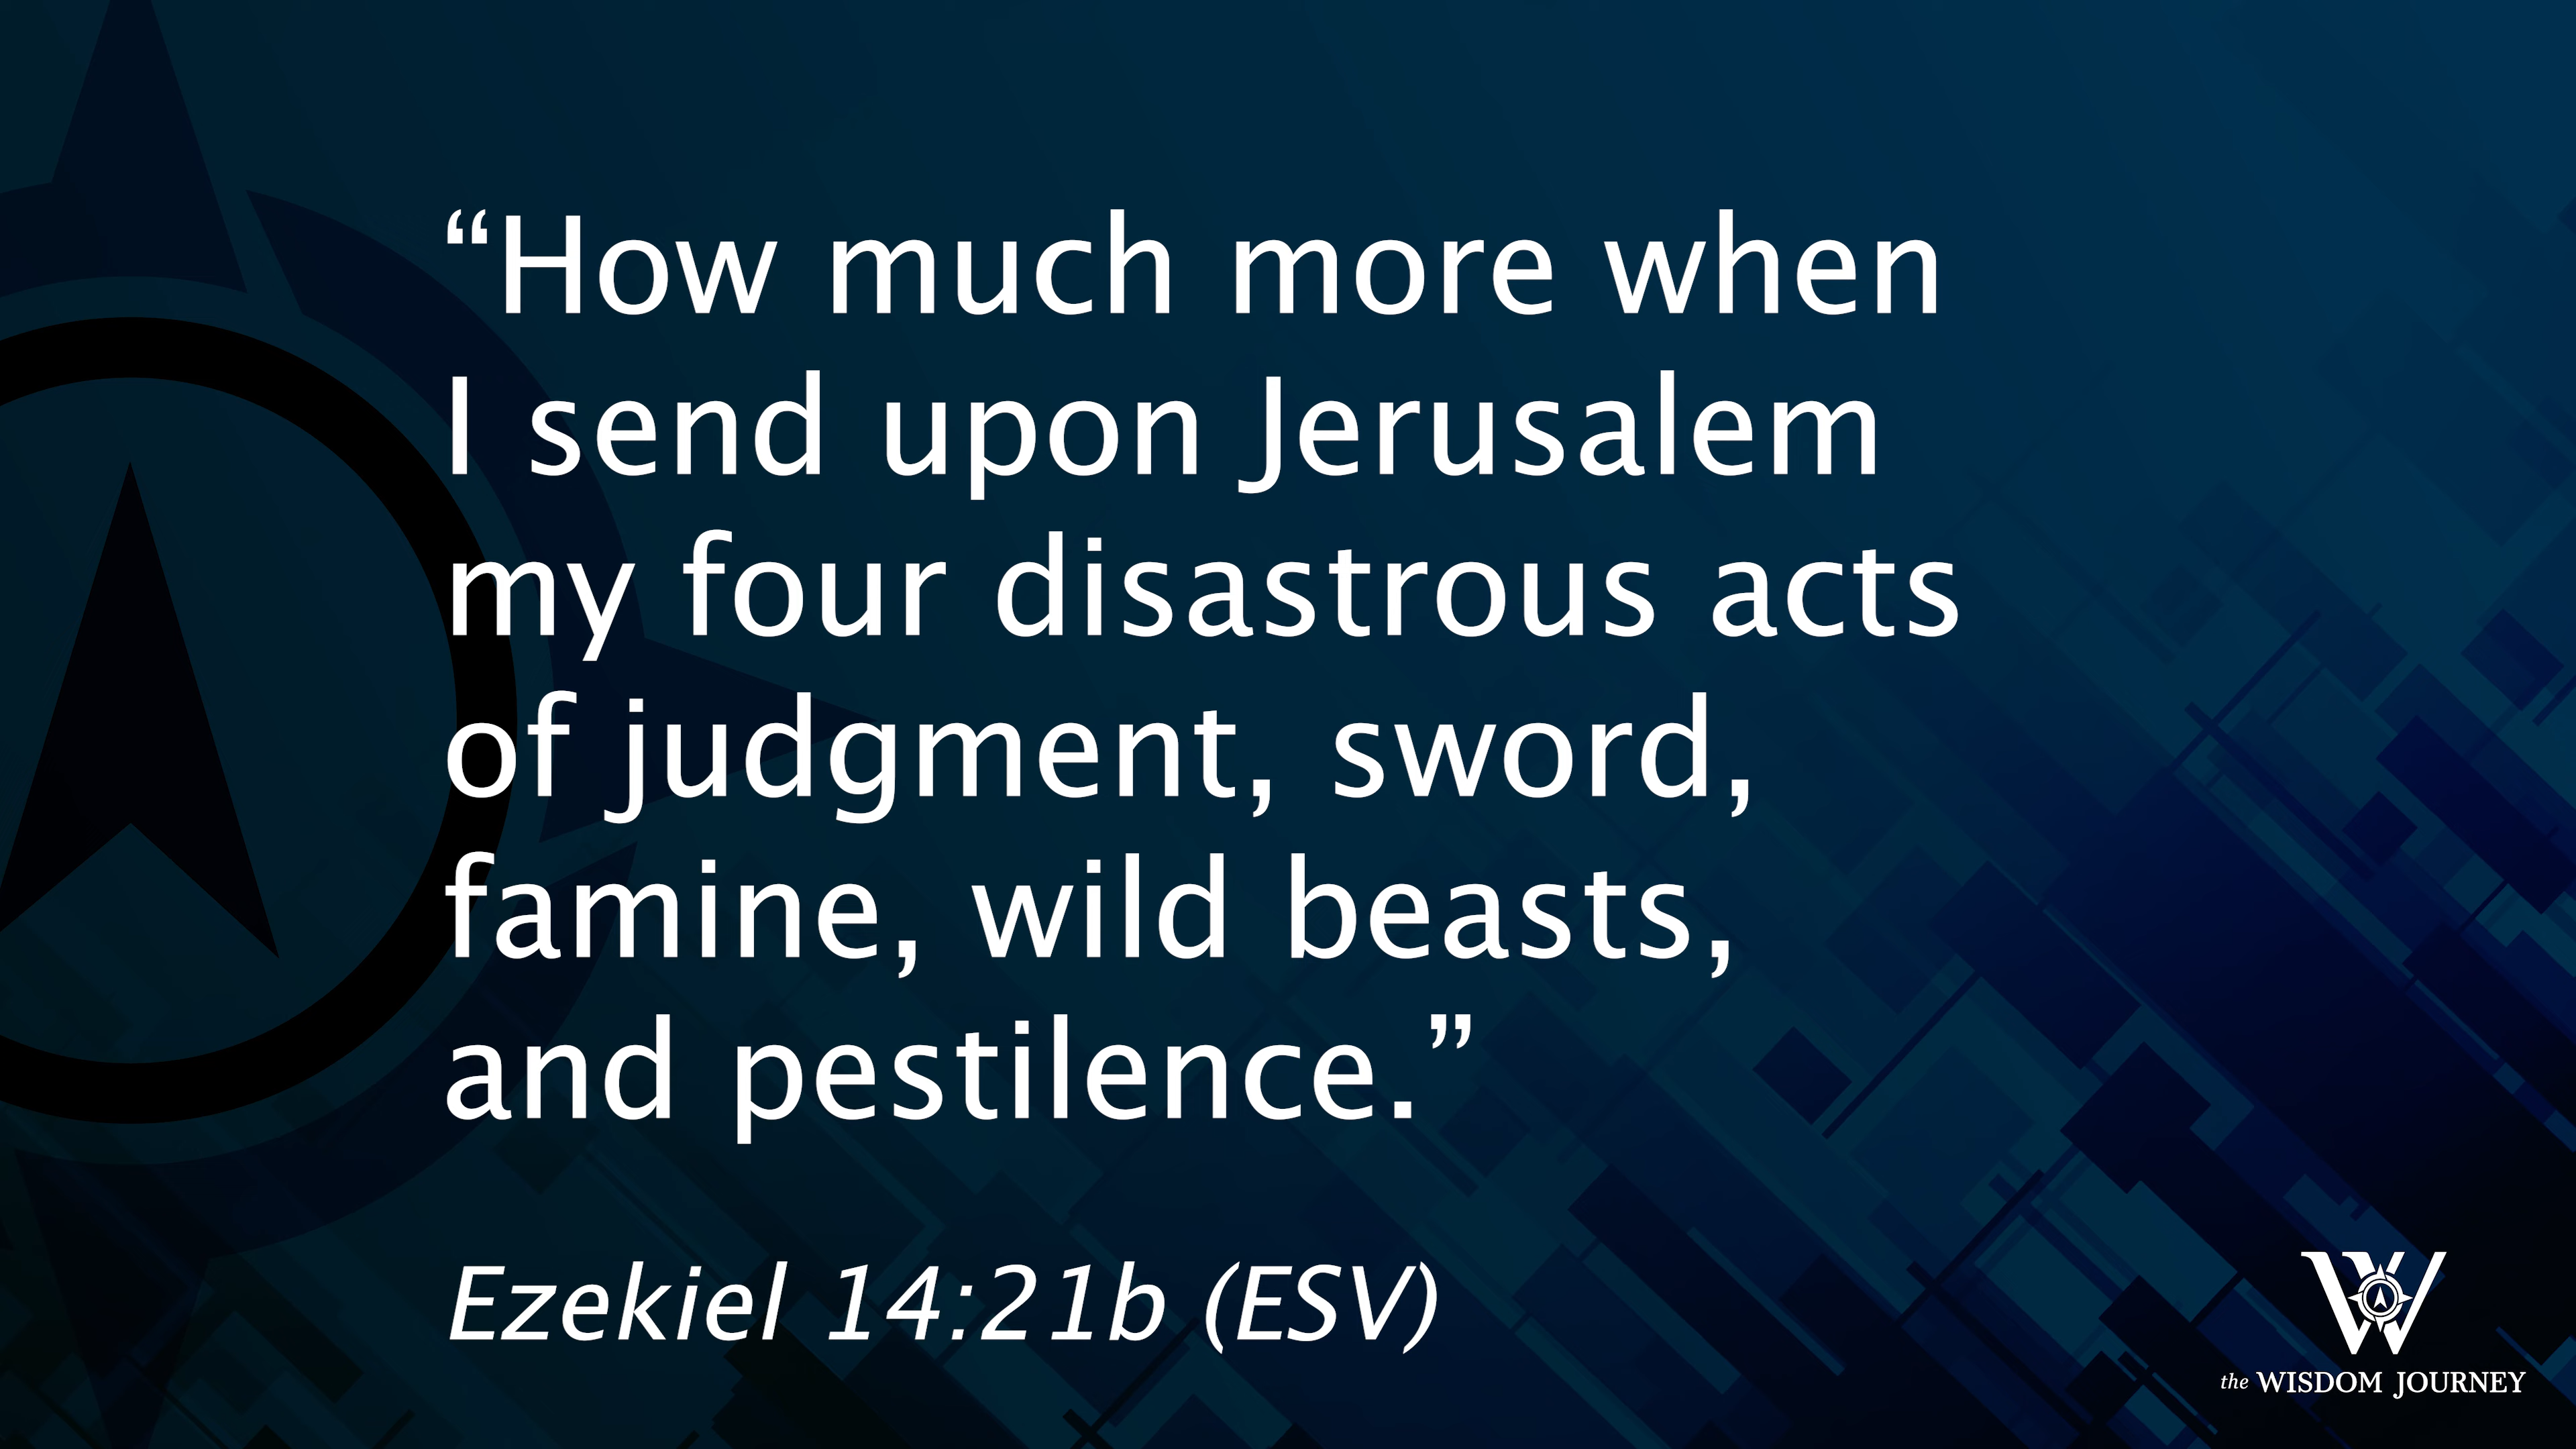 “How much more when
I send upon Jerusalem
my four disastrous acts
of judgment, sword,
famine, wild beasts,
and pestilence.”
Ezekiel 14:21b (ESV)
W
the WISDOM JOURNEY